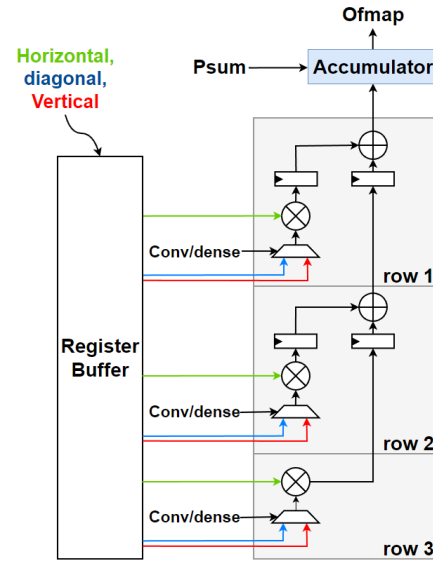 Ofmap
Horizontal,
diagonal,
Vertical
Psum
Accumulator
Conv/dense
row 1
Register
Buffer
Conv/dense
row 2
Conv/dense
row 3